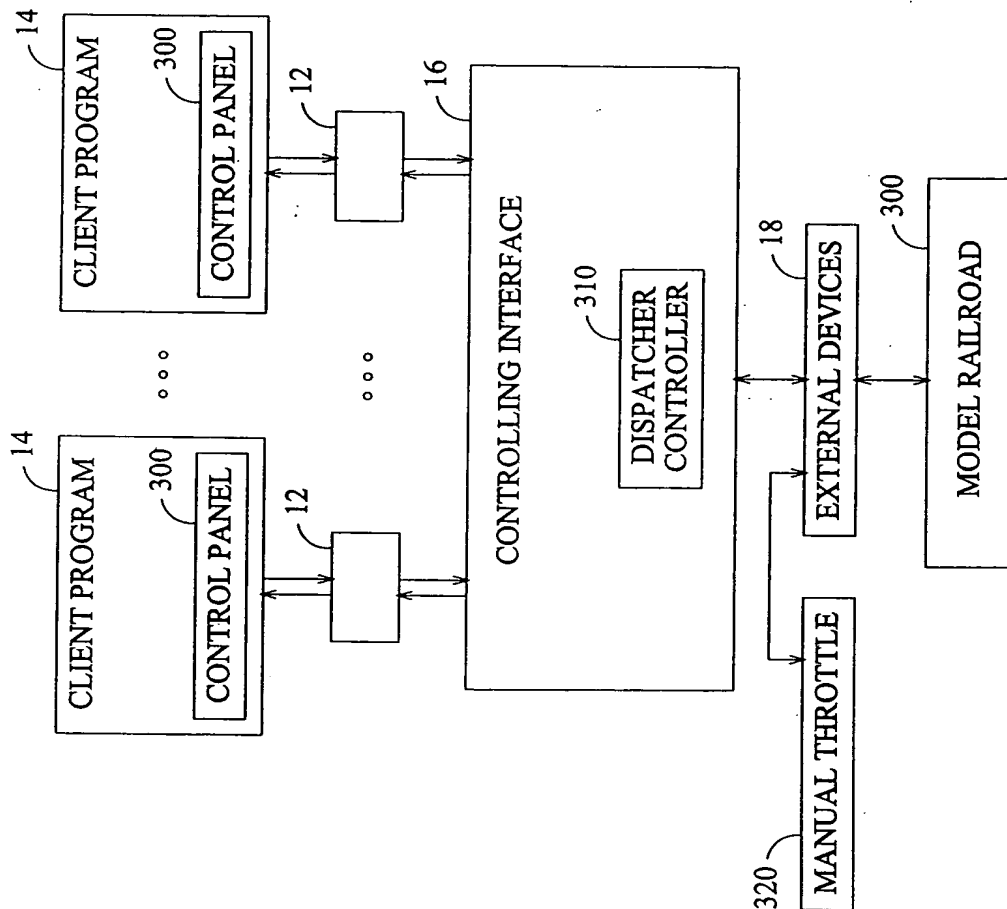 14
CLIENT PROGRAM
300
CONTROL PANEL
12
14
CLIENT PROGRAM
300
CONTROL PANEL
12
16
CONTROLLING INTERFACE
310
DISPATCHER
CONTROLLER
18
EXTERNAL DEVICES
320
MANUAL THROTTLE
300
MODEL RAILROAD